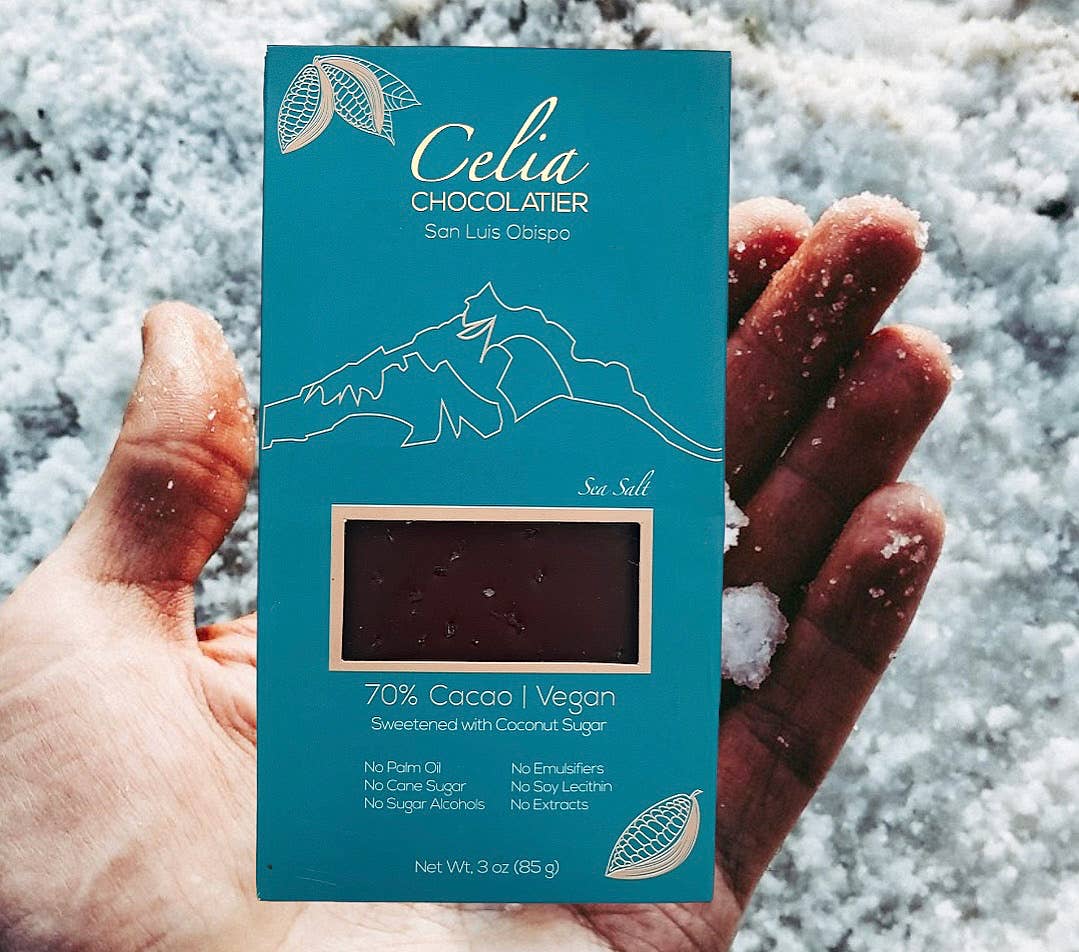 Celia
CHOCOLATIER
San Luis Obispo
Sea Salt
70% Cacao | Vegan
Sweetened with Coconut Sugar
No Palm Oil
No Cane Sugar
No Sugar Alcohols
No Emulsifiers
No Soy Lecithin
No Extracts
Net Wt. 3 oz (85 g)